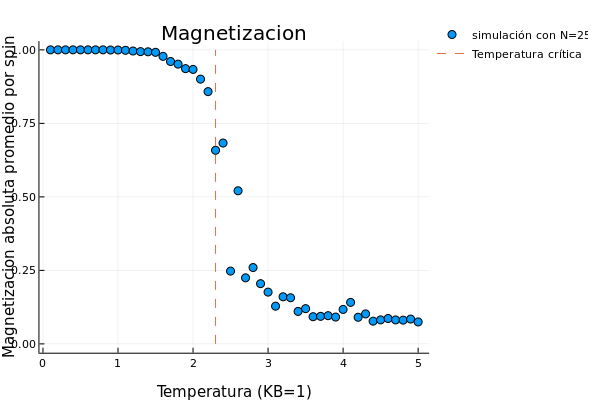 Magnetizacion
simulación con N=25
Temperatura crítica
Magnetizacion absoluta promedio por spin
1.00
0.75
0.50
0.25
0.00
0 1 2 3 4 5
Temperatura (KB=1)